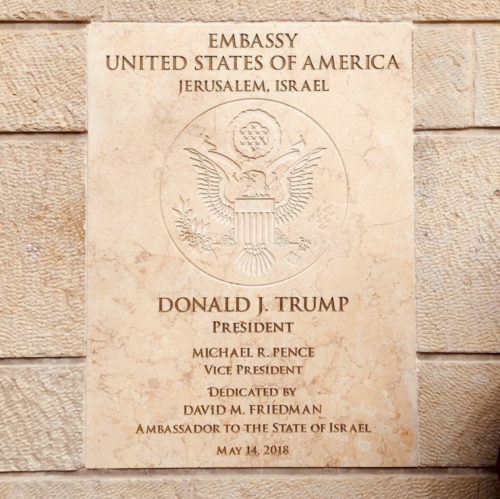 EMBASSY
UNITED STATES OF AMERICA
JERUSALEM, ISRAEL
DONALD J. TRUMP
PRESIDENT
MICHAEL R. PENCE
VICE PRESIDENT
DEDICATED BY
DAVID M. FRIEDMAN
AMBASSADOR TO THE STATE OF ISRAEL
MAY 14, 2018